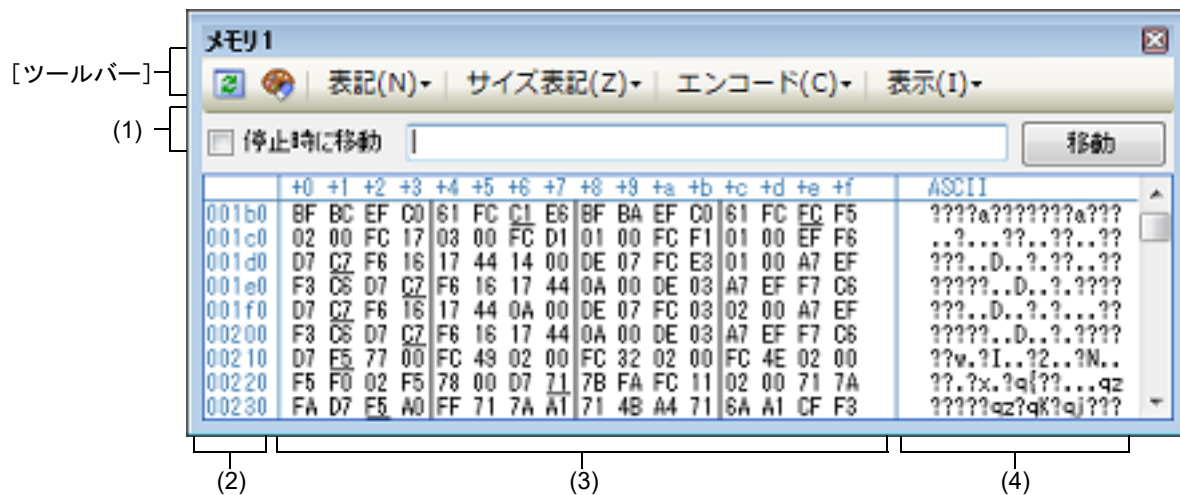 メモリ1
[ツールバー]
表記(N) サイズ表記(Z) エンコード(C) 表示(I)
(1)
停止時に移動 移動
+0 +1 +2 +3 +4 +5 +6 +7 +8 +9 +a +b +c +d +e +f ASCII
001b0 BF BC EF C0 61 FC C1 E6 BF BA EF C0 61 FC FC F5 ????a???????a???
001c0 02 00 FC 17 03 00 FC D1 01 00 FC F1 01 00 EF F6 ..?...??..??..??
001d0 D7 C7 F6 16 17 44 14 00 DE 07 FC E3 01 00 A7 EF ???..D..?.??..??
001e0 F3 C6 D7 C7 F6 16 17 44 0A 00 DE 03 A7 EF F7 C6 ?????..D..?.????
001f0 D7 C7 F6 16 17 44 0A 00 DE 07 FC 03 02 00 A7 EF ???..D..?.?...??
00200 F3 C6 D7 C7 F6 16 17 44 0A 00 DE 03 A7 EF F7 C6 ?????..D..?.????
00210 D7 F5 77 00 FC 49 02 00 FC 32 02 00 FC 4E 02 00 ??w.?I..?2..?N..
00220 F5 F0 02 F5 78 00 D7 71 7B FA FC 11 02 00 71 7A ??.?x.?q{??...qz
00230 FA D7 E5 A0 FF 71 7A A1 71 4B A4 71 6A A1 CF F3 ?????qz?qK?qj???
(2) (3) (4)